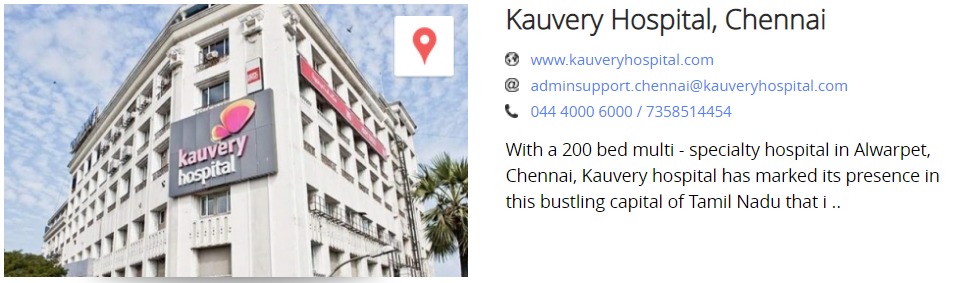 Kauvery Hospital, Chennai
www.kauveryhospital.com
adminsupport.chennai@kauveryhospital.com
044 4000 6000 / 7358514454
With a 200 bed multi - specialty hospital in Alwarpet,
Chennai, Kauvery hospital has marked its presence in
this bustling capital of Tamil Nadu that i ..
kauvery
hospital